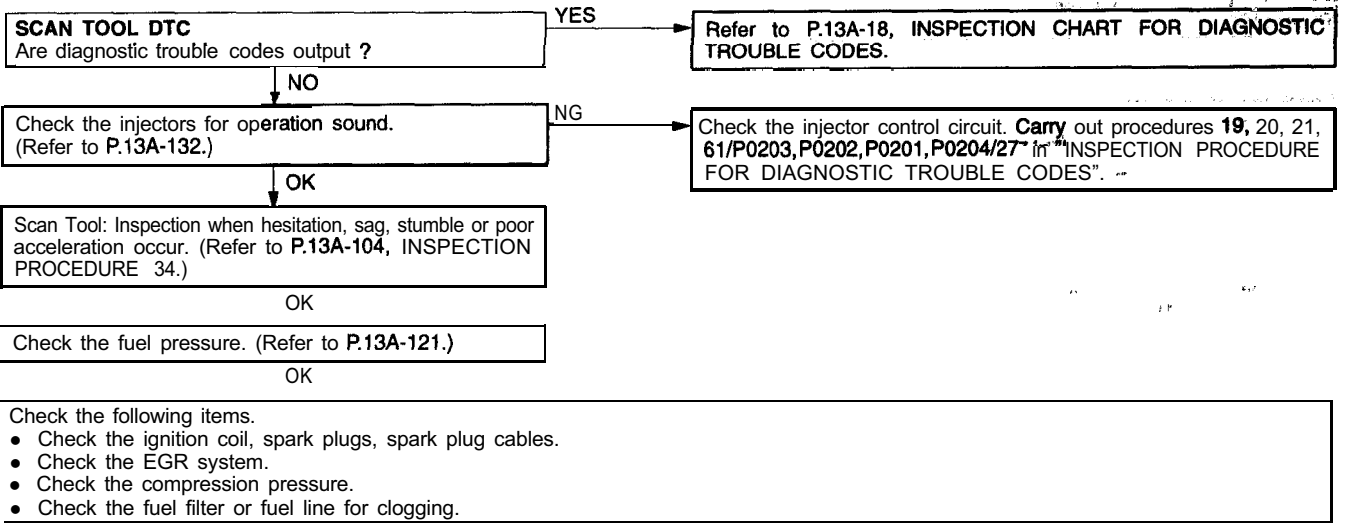 SCAN TOOL DTC
Are diagnostic trouble codes output ?
YES
Refer to P.13A-18, INSPECTION CHART FOR DIAGNOSTIC
TROUBLE CODES.
NO
Check the injectors for operation sound.
(Refer to P.13A-132.)
NG
Check the injector control circuit. Carry out procedures 19, 20, 21,
61/P0203, P0202, P0201, P0204/27 in "INSPECTION PROCEDURE
FOR DIAGNOSTIC TROUBLE CODES".
OK
Scan Tool: Inspection when hesitation, sag, stumble or poor
acceleration occur. (Refer to P.13A-104, INSPECTION
PROCEDURE 34.)
OK
Check the fuel pressure. (Refer to P.13A-121.)
OK
Check the following items.
● Check the ignition coil, spark plugs, spark plug cables.
● Check the EGR system.
● Check the compression pressure.
● Check the fuel filter or fuel line for clogging.